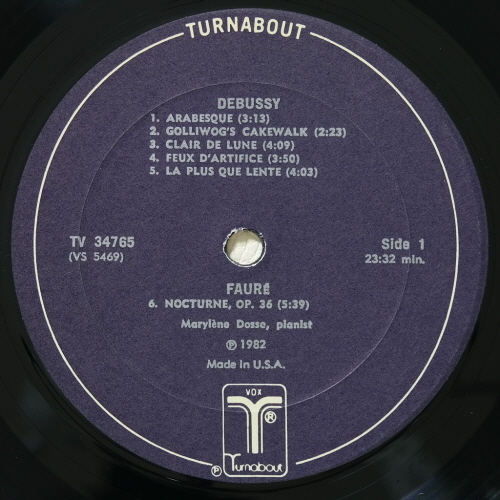 TURNABOUT
DEBUSSY
1. ARABESQUE (3:13)
2. GOLLIWOG'S CAKEWALK (2:23)
3. CLAIR DE LUNE (4:09)
4. FEUX D'ARTIFICE (3:50)
5. LA PLUS QUE LENTE (4:03)
TV 34765
(VS 5469)
Side 1
23:32 min.
FAURÉ
6. NOCTURNE, OP. 36 (5:39)
Marylène Dosse, pianist
℗ 1982
Made in U.S.A.
VOX
T ®
℗ Turnabout